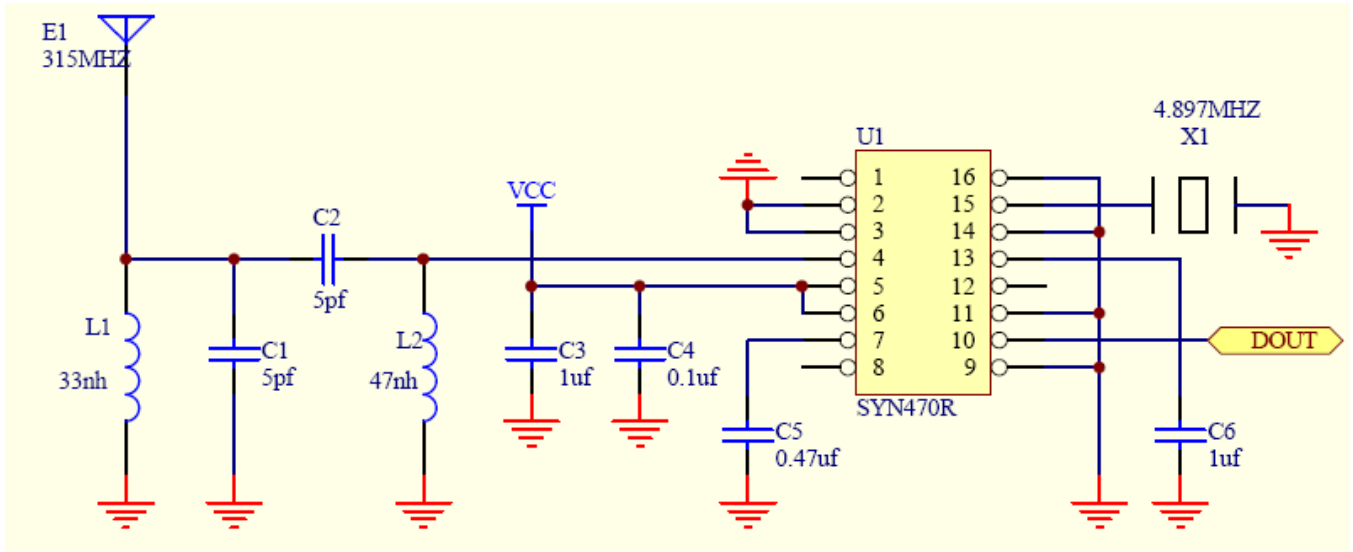 E1
315MHZ
L1
33nh
C1
5pf
C2
5pf
L2
47nh
VCC
C3
1uf
C4
0.1uf
C5
0.47uf
U1
1 16
2 15
3 14
4 13
5 12
6 11
7 10
8 9
SYN470R
4.897MHZ
X1
DOUT
C6
1uf